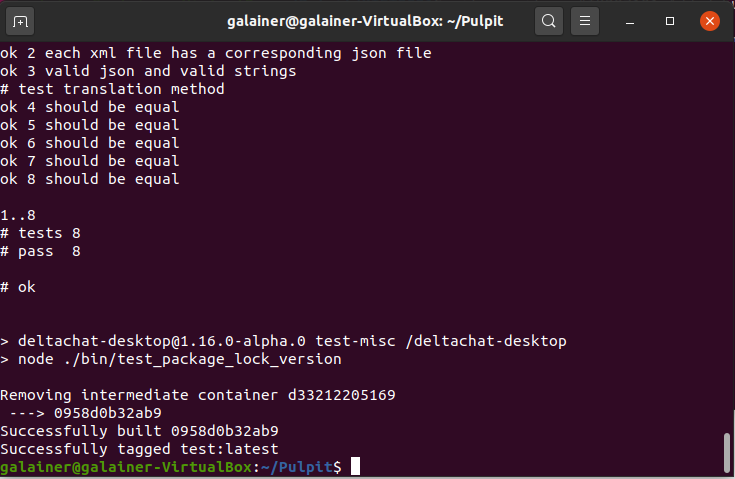 galainer@galainer-VirtualBox: ~/Pulpit
ok 2 each xml file has a corresponding json file
ok 3 valid json and valid strings
# test translation method
ok 4 should be equal
ok 5 should be equal
ok 6 should be equal
ok 7 should be equal
ok 8 should be equal
1..8
# tests 8
# pass  8
# ok
> deltachat-desktop@1.16.0-alpha.0 test-misc /deltachat-desktop
> node ./bin/test_package_lock_version
Removing intermediate container d33212205169
 ---> 0958d0b32ab9
Successfully built 0958d0b32ab9
Successfully tagged test:latest
galainer@galainer-VirtualBox:~/Pulpit$